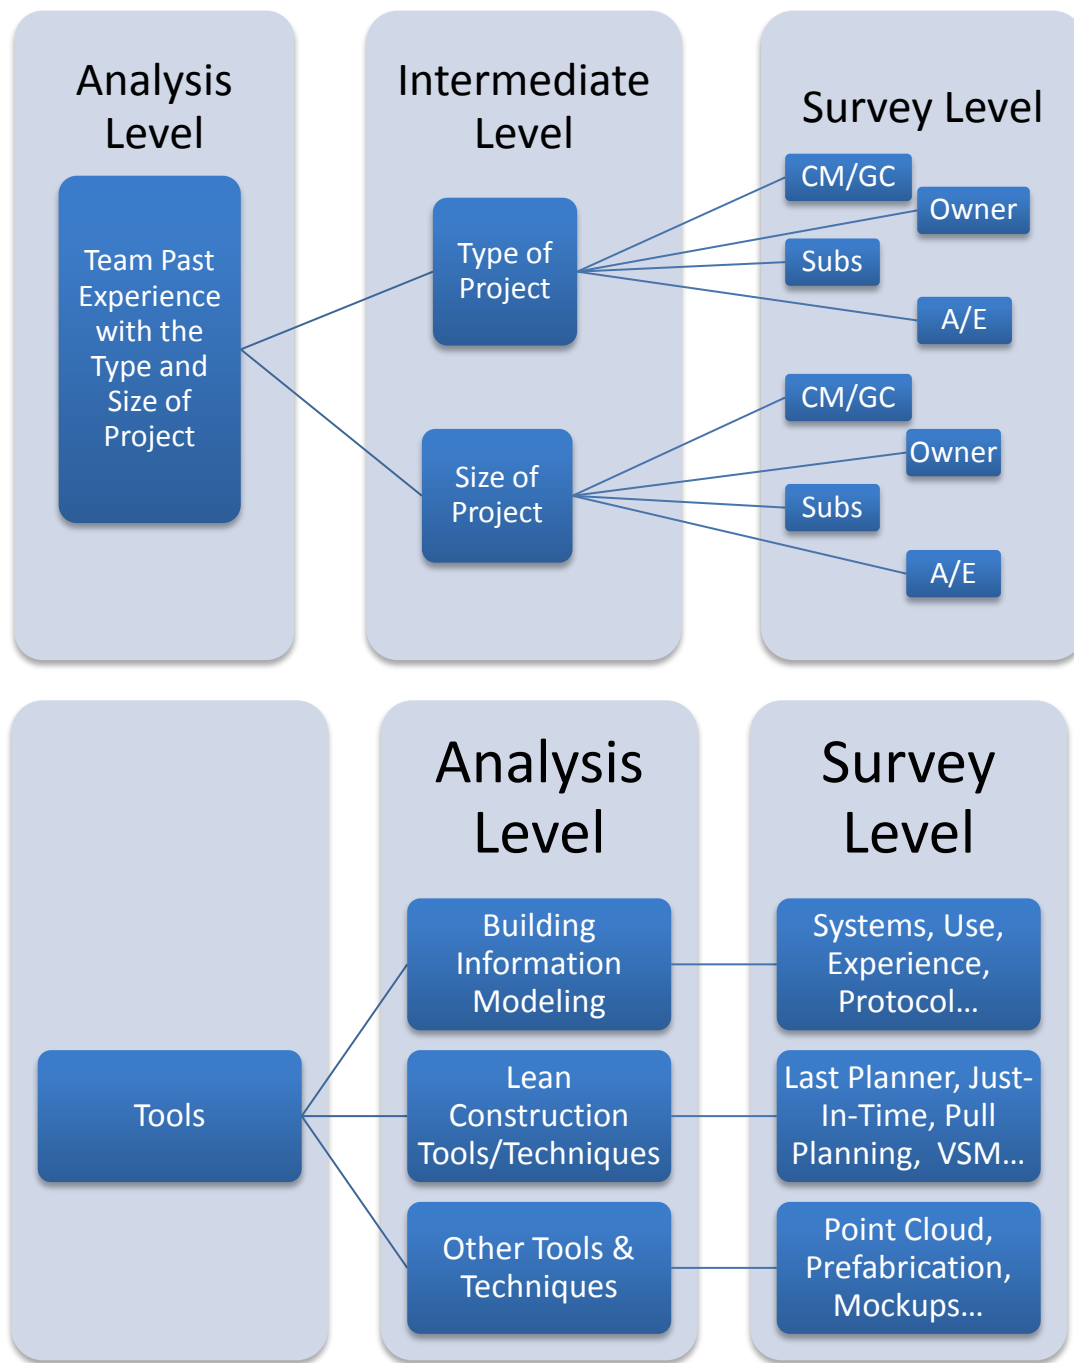 Analysis
Level
Team Past
Experience
with the
Type and
Size of
Project
Intermediate
Level
Type of
Project
Size of
Project
Survey Level
CM/GC
Owner
Subs
A/E
CM/GC
Owner
Subs
A/E
Tools
Analysis
Level
Building
Information
Modeling
Lean
Construction
Tools/Techniques
Other Tools &
Techniques
Survey
Level
Systems, Use,
Experience,
Protocol…
Last Planner, Just-
In-Time, Pull
Planning,  VSM…
Point Cloud,
Prefabrication,
Mockups…